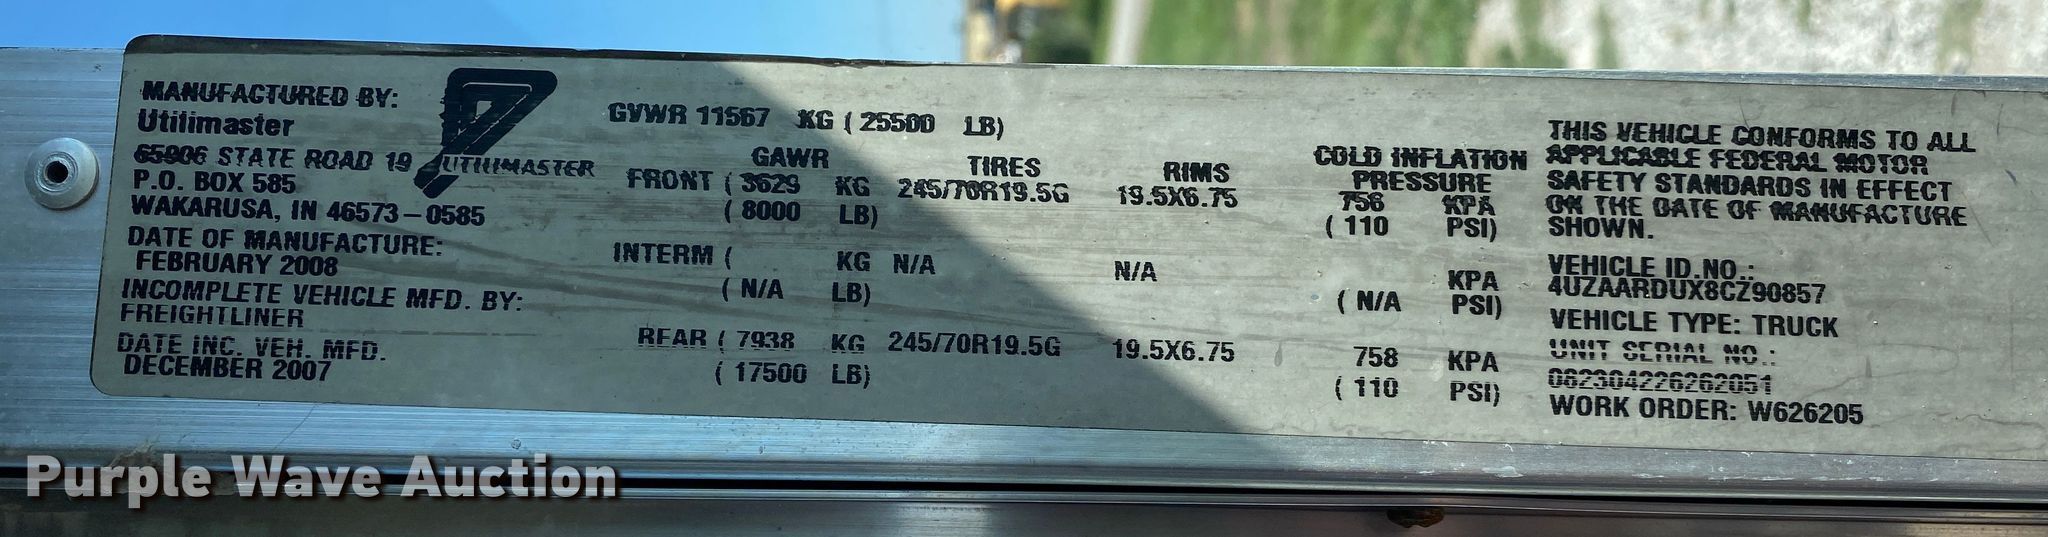 MANUFACTURED BY:
Utilimaster
65906 STATE ROAD 19
P.O. BOX 585
WAKARUSA, IN 46573-0585
DATE OF MANUFACTURE:
FEBRUARY 2008
INCOMPLETE VEHICLE MFD. BY:
FREIGHTLINER
DATE INC. VEH. MFD.
DECEMBER 2007
UTILIMASTER
GVWR 11567 KG ( 25500 LB)
GAWR TIRES RIMS COLD INFLATION PRESSURE
FRONT ( 3629 KG 245/70R19.5G 19.5X6.75 756 KPA
( 8000 LB) ( 110 PSI)
INTERM ( KG N/A N/A KPA
( N/A LB) ( N/A PSI)
REAR ( 7938 KG 245/70R19.5G 19.5X6.75 758 KPA
( 17500 LB) ( 110 PSI)
THIS VEHICLE CONFORMS TO ALL
APPLICABLE FEDERAL MOTOR
SAFETY STANDARDS IN EFFECT
ON THE DATE OF MANUFACTURE
SHOWN.
VEHICLE ID.NO.:
4UZAARDUX8CZ90857
VEHICLE TYPE: TRUCK
UNIT SERIAL NO.:
082304226262051
WORK ORDER: W626205
Purple Wave Auction